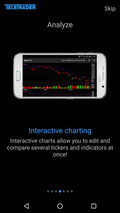 TELETRADER
Skip
Analyze
Interactive charting
Interactive charts allow you to edit and
compare several tickers and indicators at
once!